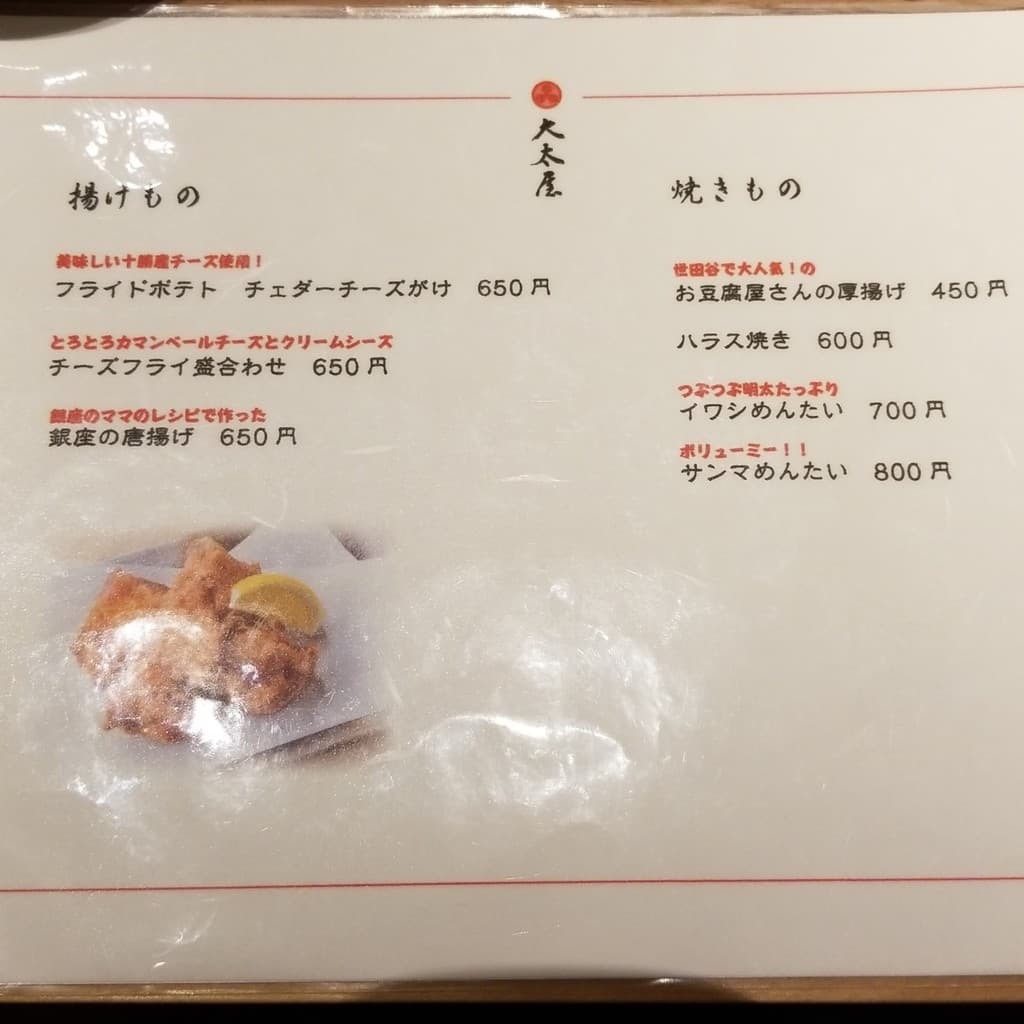 大太屋
揚げもの
美味しい十勝産チーズ使用！
フライドポテト　チェダーチーズがけ　650円
とろとろカマンベールチーズとクリームシーズ
チーズフライ盛合わせ　650円
銀座のママのレシピで作った
銀座の唐揚げ　650円
焼きもの
世田谷で大人気！の
お豆腐屋さんの厚揚げ　450円
ハラス焼き　600円
つぶつぶ明太たっぷり
イワシめんたい　700円
ボリューミー！！
サンマめんたい　800円